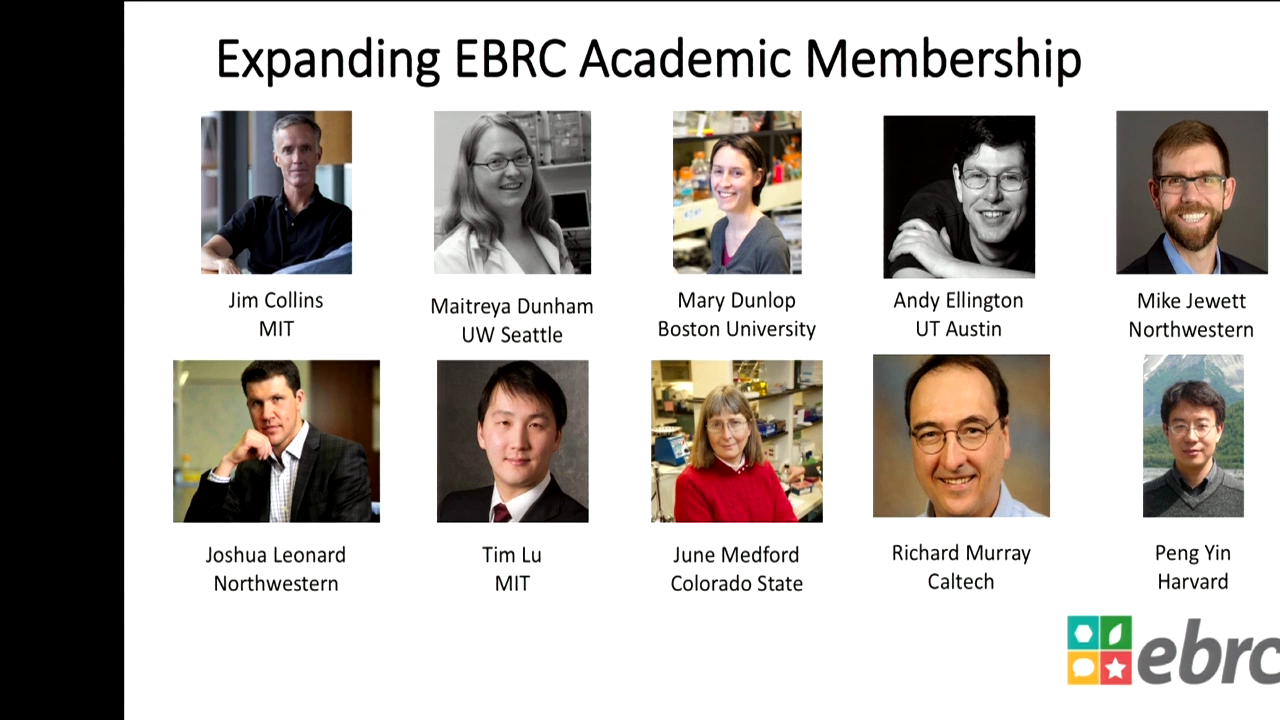 Expanding EBRC Academic Membership
Jim Collins
MIT
Maitreya Dunham
UW Seattle
Mary Dunlop
Boston University
Andy Ellington
UT Austin
Mike Jewett
Northwestern
Joshua Leonard
Northwestern
Tim Lu
MIT
June Medford
Colorado State
Richard Murray
Caltech
Peng Yin
Harvard
ebrc